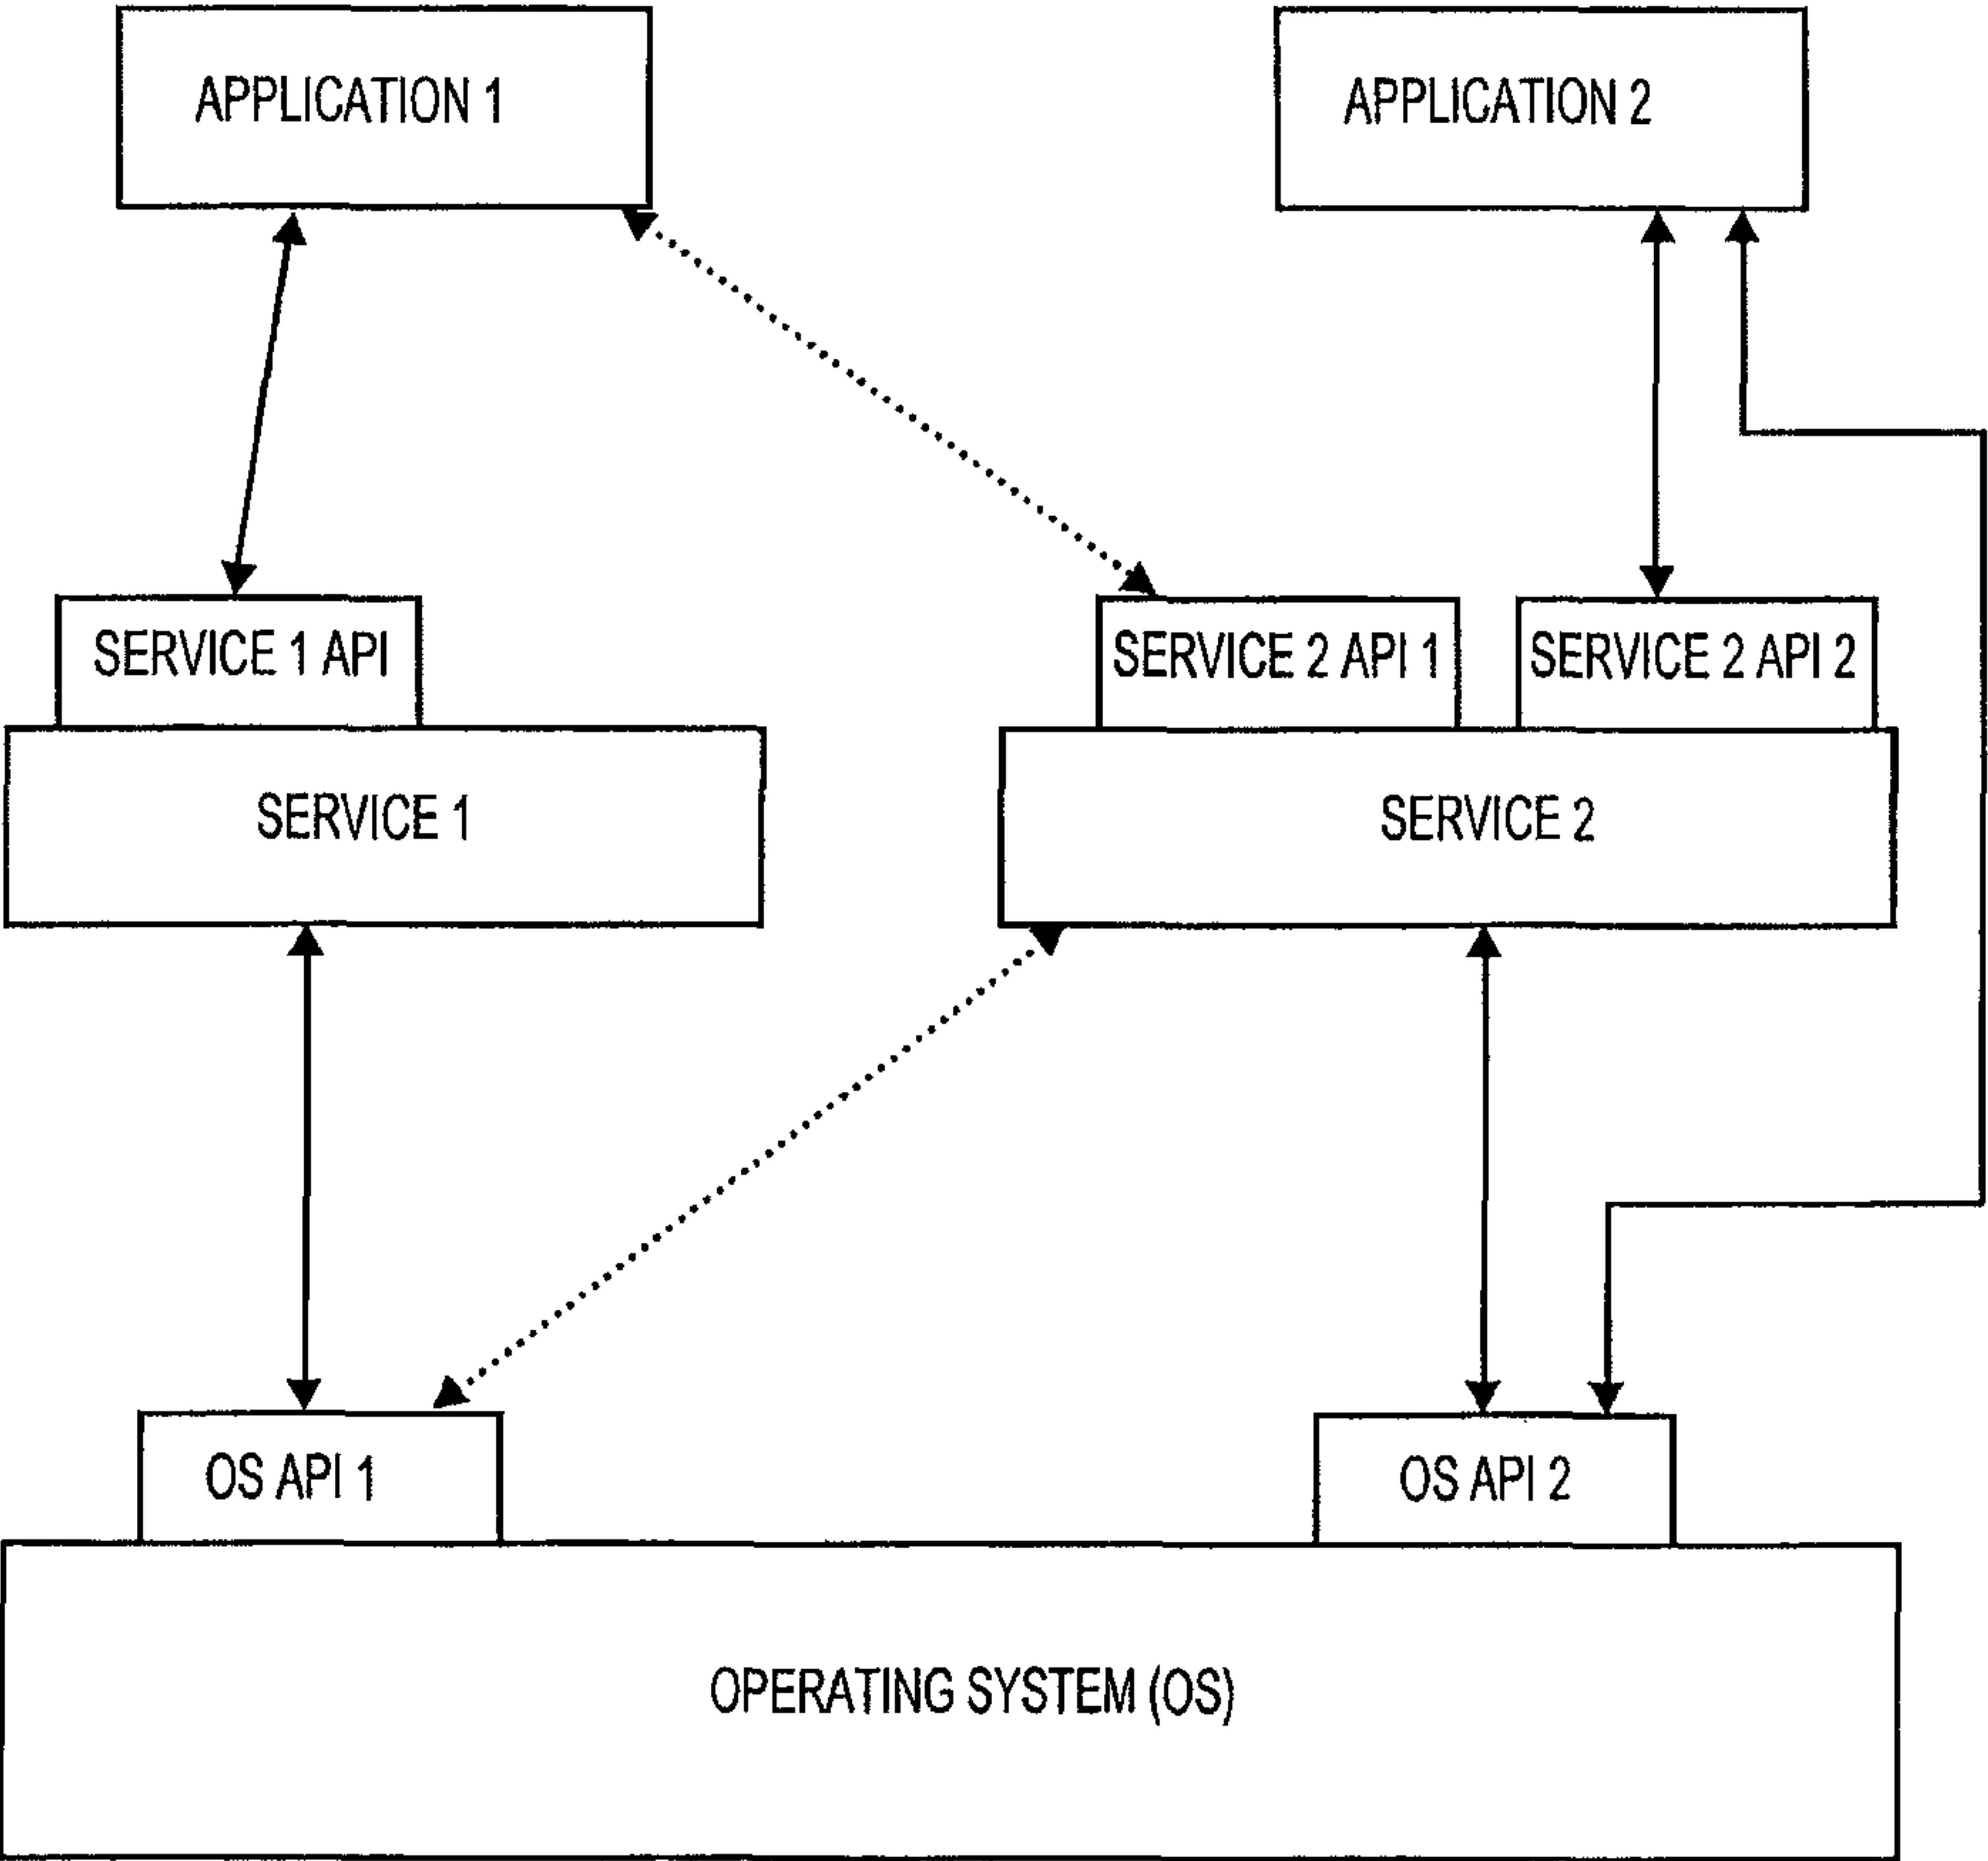 APPLICATION 1
APPLICATION 2
SERVICE 1 API
SERVICE 2 API 1
SERVICE 2 API 2
SERVICE 1
SERVICE 2
OS API 1
OS API 2
OPERATING SYSTEM (OS)